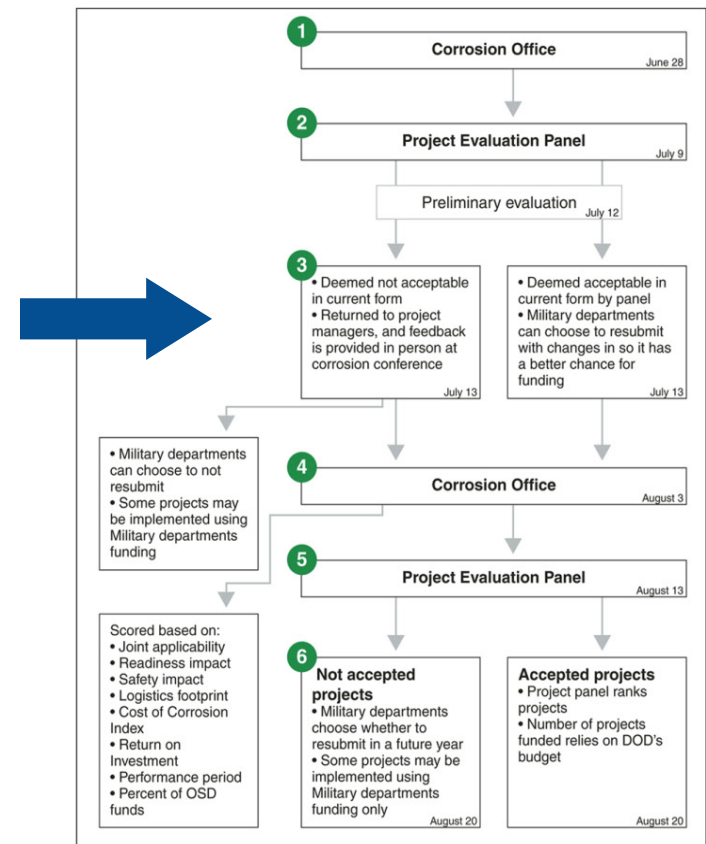 1
Corrosion Office
June 28
2
Project Evaluation Panel
July 9
Preliminary evaluation
July 12
3
• Deemed not acceptable
in current form
• Returned to project
managers, and feedback
is provided in person at
corrosion conference
July 13
• Deemed acceptable in
current form by panel
• Military departments
can choose to resubmit
with changes in so it has
a better chance for
funding
July 13
• Military departments
can choose to not
resubmit
• Some projects may
be implemented using
Military departments
funding
4
Corrosion Office
August 3
5
Project Evaluation Panel
August 13
Scored based on:
• Joint applicability
• Readiness impact
• Safety impact
• Logistics footprint
• Cost of Corrosion
Index
• Return on
Investment
• Performance period
• Percent of OSD
funds
6
Not accepted
projects
• Military departments
choose whether to
resubmit in a future year
• Some projects may be
implemented using
Military departments
funding only
August 20
Accepted projects
• Project panel ranks
projects
• Number of projects
funded relies on DOD's
budget
August 20